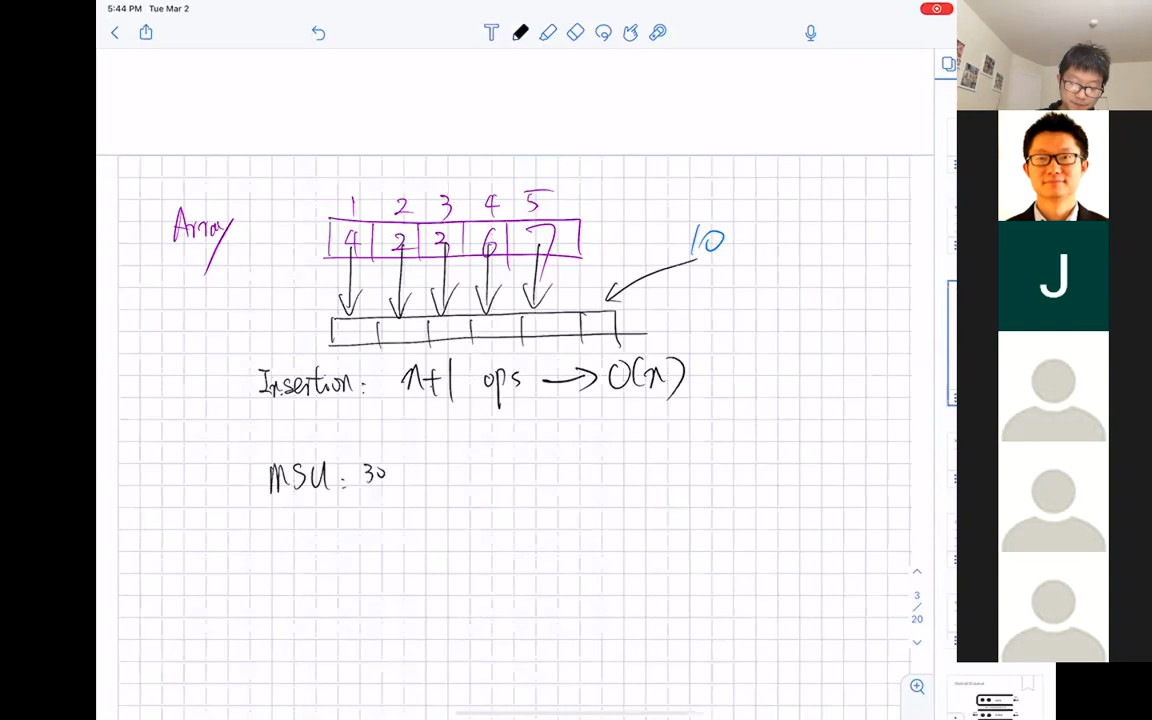 5:44 PM Tue Mar 2
T
1 2 3 4 5
Array
4 2 3 6 7
10
Insertion: n+1 ops → O(n)
MSU: 30
J
3
/
20